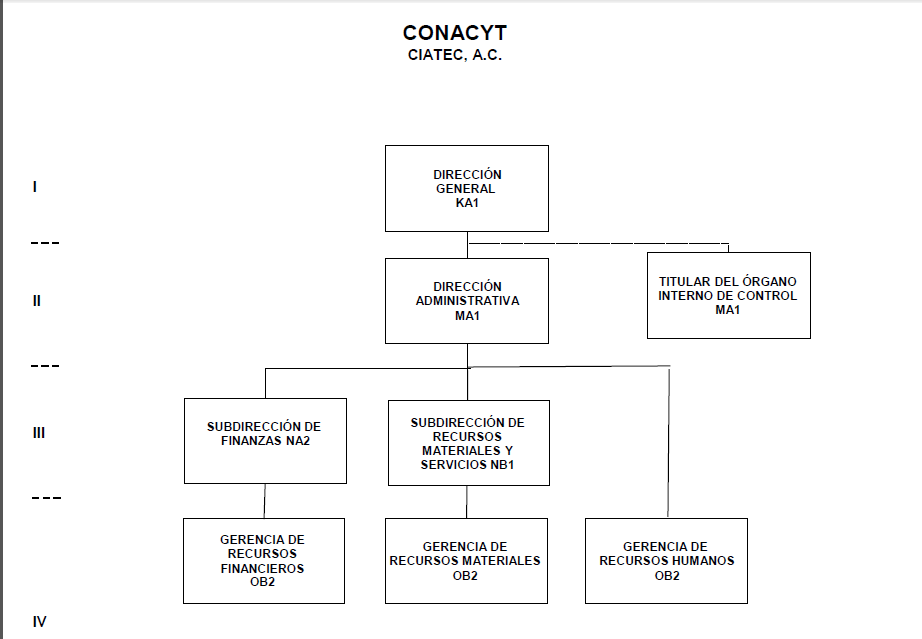 CONACYT
CIATEC, A.C.
I
DIRECCIÓN
GENERAL
KA1
II
DIRECCIÓN
ADMINISTRATIVA
MA1
TITULAR DEL ÓRGANO
INTERNO DE CONTROL
MA1
III
SUBDIRECCIÓN DE
FINANZAS NA2
SUBDIRECCIÓN DE
RECURSOS
MATERIALES Y
SERVICIOS NB1
GERENCIA DE
RECURSOS
FINANCIEROS
OB2
GERENCIA DE
RECURSOS MATERIALES
OB2
GERENCIA DE
RECURSOS HUMANOS
OB2
IV